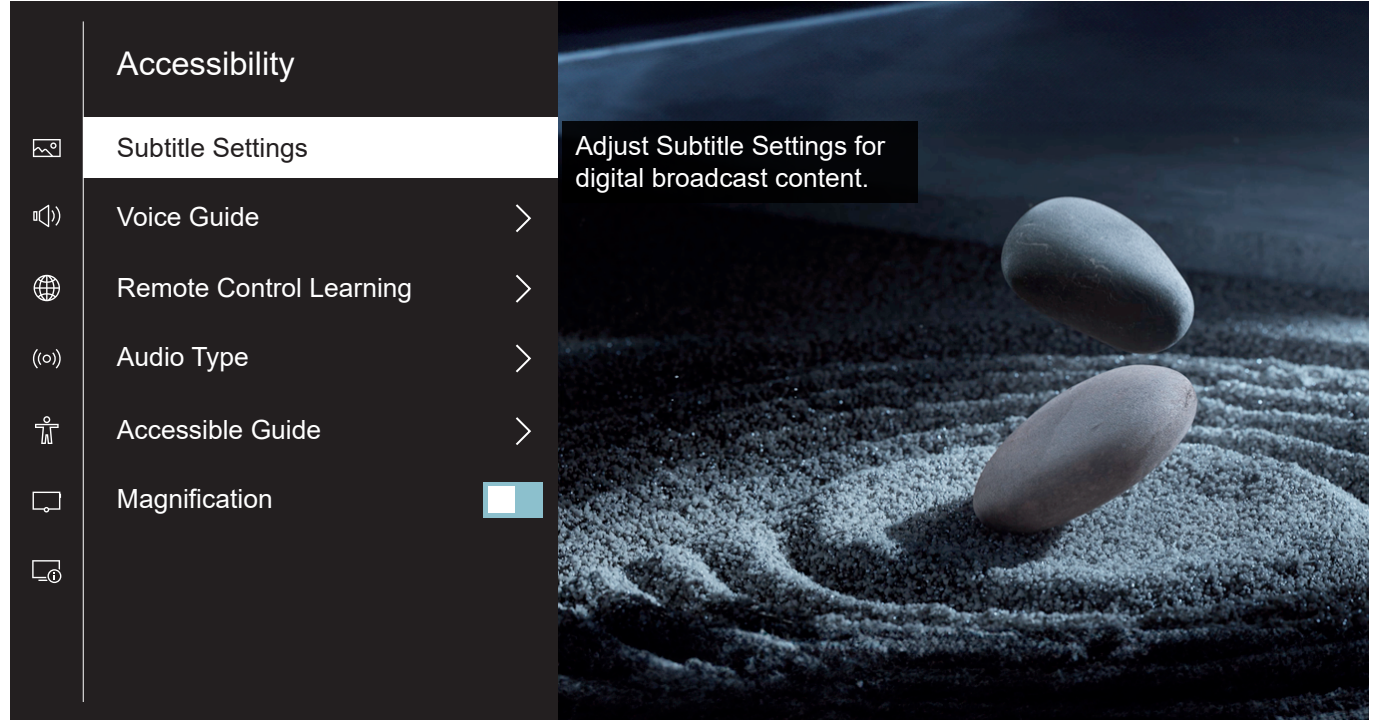 Accessibility
Subtitle Settings
Adjust Subtitle Settings for
digital broadcast content.
Voice Guide
Remote Control Learning
Audio Type
Accessible Guide
Magnification